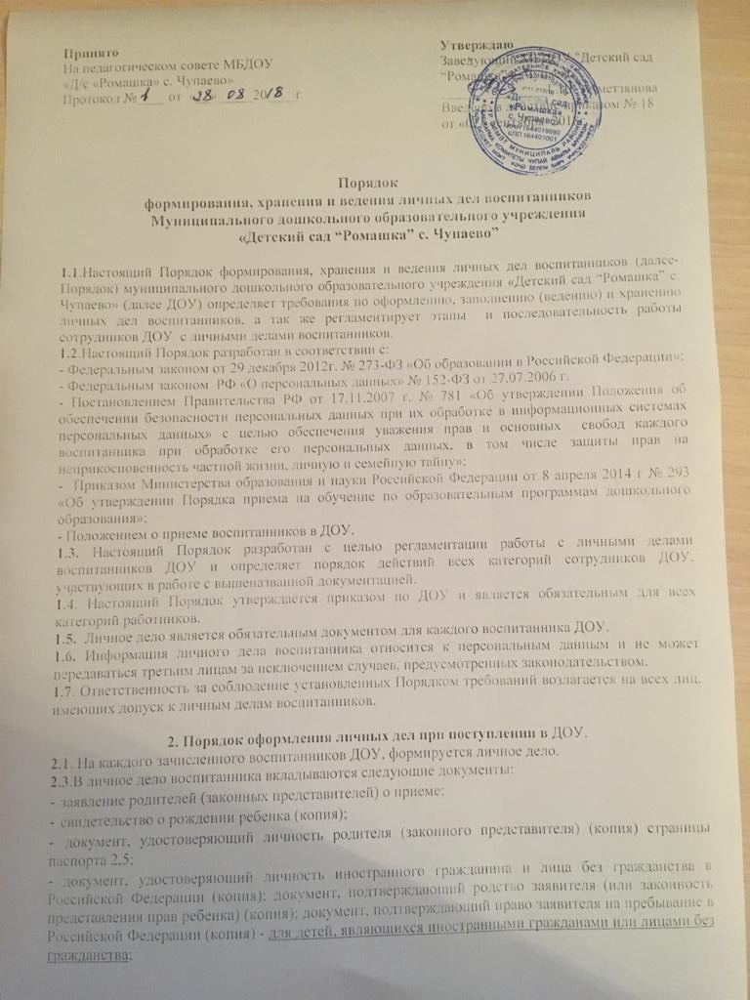 Принято
На педагогическом совете МБДОУ
«Д/с «Ромашка» с. Чупаево»
Протокол № 1 от «28» 08 2018 г
Утверждаю
Заведующий "Детский сад
“Ромашка
метзянова
Введено приказом № 18
от «
«Детский сад
«Ромашка»
с. Чупаево»
ИНН 1644019690
КПП 164401001
Порядок
формирования, хранения и ведения личных дел воспитанников
Муниципального дошкольного образовательного учреждения
«Детский сад “Ромашка” с. Чупаево”
1.1.Настоящий Порядок формирования, хранения и ведения личных дел воспитанников (далее-
Порядок) муниципального дошкольного образовательного учреждения «Детский сад “Ромашка” с.
Чупаево» (далее ДОУ) определяет требования по оформлению, заполнению (ведению) и хранению
личных дел воспитанников, а так же регламентирует этапы и последовательность работы
сотрудников ДОУ с личными делами воспитанников.
1.2.Настоящий Порядок разработан в соответствии с:
- Федеральным законом от 29 декабря 2012г. № 273-ФЗ «Об образовании в Российской Федерации»;
- Федеральным законом РФ «О персональных данных» № 152-ФЗ от 27.07.2006 г.
- Постановлением Правительства РФ от 17.11.2007 г. № 781 «Об утверждении Положения об
обеспечении безопасности персональных данных при их обработке в информационных системах
персональных данных» с целью обеспечения уважения прав и основных свобод каждого
воспитанника при обработке его персональных данных, в том числе защиты прав на
неприкосновенность частной жизни, личную и семейную тайну»;
- Приказом Министерства образования и науки Российской Федерации от 8 апреля 2014 г № 293
«Об утверждении Порядка приема на обучение по образовательным программам дошкольного
образования»;
- Положением о приеме воспитанников в ДОУ.
1.3. Настоящий Порядок разработан с целью регламентации работы с личными делами
воспитанников ДОУ и определяет порядок действий всех категорий сотрудников ДОУ,
участвующих в работе с вышеназванной документацией.
1.4. Настоящий Порядок утверждается приказом по ДОУ и является обязательным для всех
категорий работников.
1.5. Личное дело является обязательным документом для каждого воспитанника ДОУ.
1.6. Информация личного дела воспитанника относится к персональным данным и не может
передаваться третьим лицам за исключением случаев, предусмотренных законодательством.
1.7. Ответственность за соблюдение установленных Порядком требований возлагается на всех лиц,
имеющих допуск к личным делам воспитанников.
2. Порядок оформления личных дел при поступлении в ДОУ.
2.1. На каждого зачисленного воспитанников ДОУ, формируется личное дело.
2.3.В личное дело воспитанника вкладываются следующие документы:
- заявление родителей (законных представителей) о приеме;
- свидетельство о рождении ребенка (копия);
- документ, удостоверяющий личность родителя (законного представителя) (копия) страницы
паспорта 2,5;
- документ, удостоверяющий личность иностранного гражданина и лица без гражданства в
Российской Федерации (копия); документ, подтверждающий родство заявителя (или законность
представления прав ребенка) (копия); документ, подтверждающий право заявителя на пребывание в
Российской Федерации (копия) - для детей, являющихся иностранными гражданами или лицами без
гражданства;